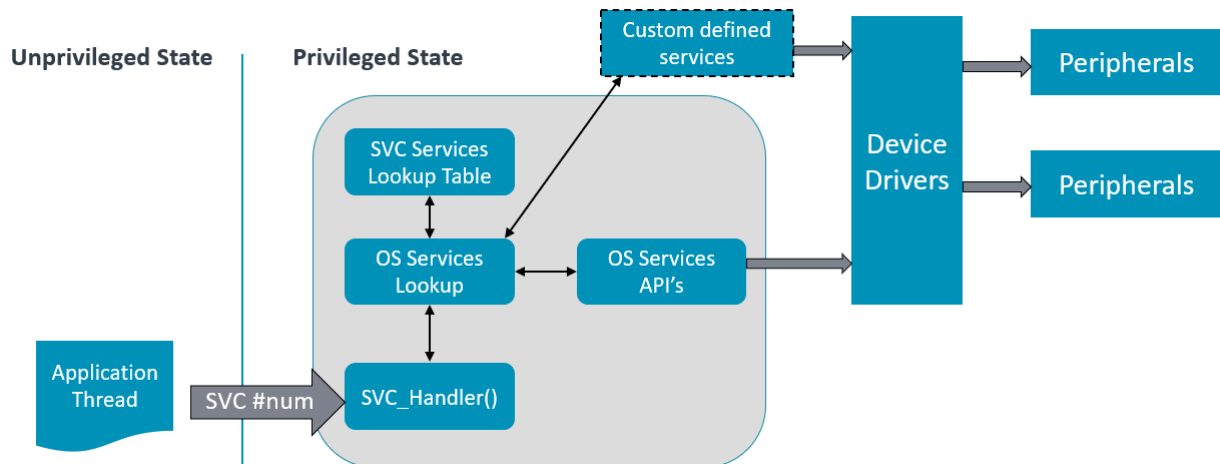 Unprivileged State
Privileged State
Custom defined
services
Peripherals
SVC Services
Lookup Table
Device
Drivers
Peripherals
OS Services
Lookup
OS Services
API's
Application
Thread
SVC #num
SVC_Handler()